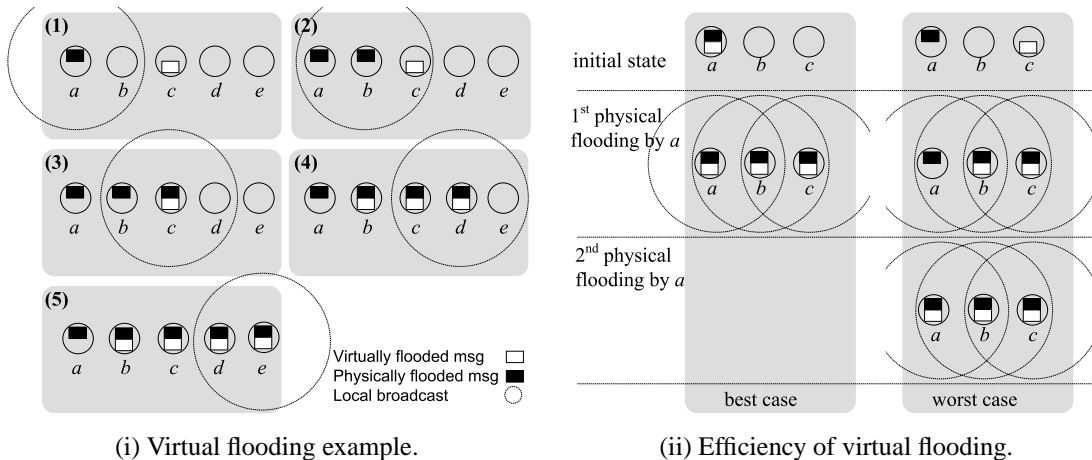 (1)
a b c d e
(2)
a b c d e
(3)
a b c d e
(4)
a b c d e
(5)
a b c d e
Virtually flooded msg
Physically flooded msg
Local broadcast
(i) Virtual flooding example.
initial state
a b c
a b c
1st physical
flooding by a
a b c
a b c
2nd physical
flooding by a
a b c
best case
worst case
(ii) Efficiency of virtual flooding.